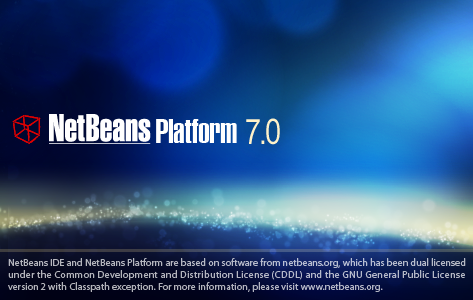 NetBeans Platform 7.0
NetBeans IDE and NetBeans Platform are based on software from netbeans.org, which has been dual licensed
under the Common Development and Distribution License (CDDL) and the GNU General Public License
version 2 with Classpath exception. For more information, please visit www.netbeans.org.